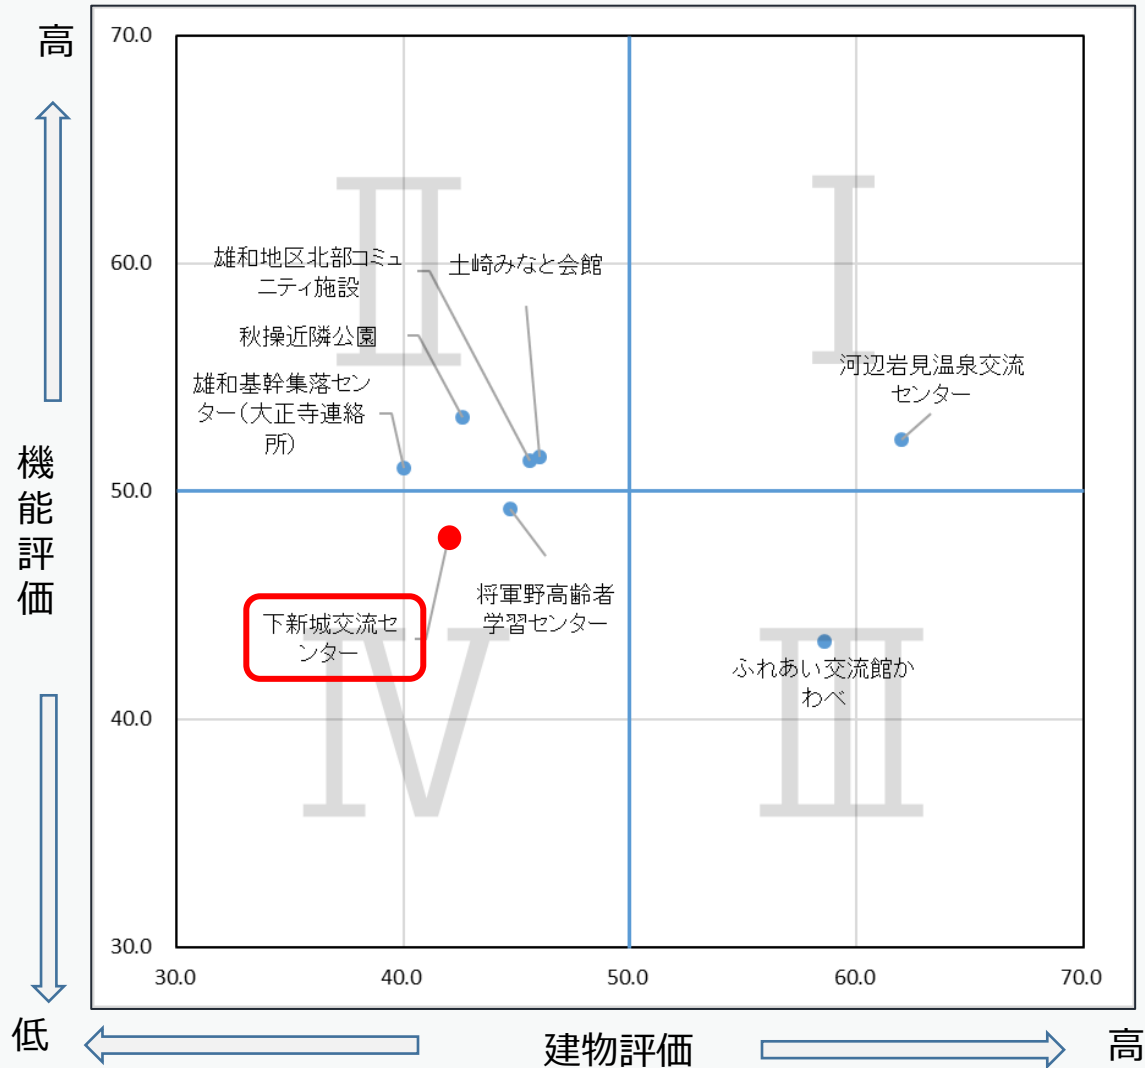 高
機能評価
低
70.0
60.0
50.0
40.0
30.0
Ⅱ
Ⅰ
雄和地区北部コミュ
ニティ施設
土崎みなと会館
秋操近隣公園
雄和基幹集落セン
ター(大正寺連絡
所)
河辺岩見温泉交流
センター
下新城交流セ
ンター
将軍野高齢者
学習センター
ふれあい交流館か
わべ
Ⅳ
Ⅲ
30.0
40.0
50.0
60.0
70.0
建物評価
高